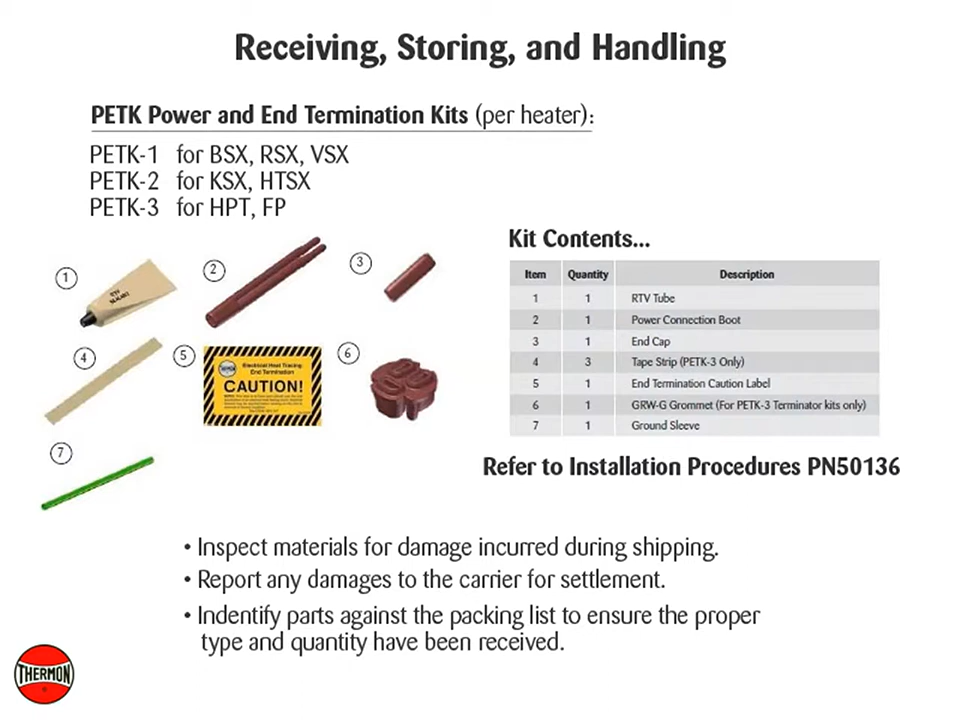 Receiving, Storing, and Handling
PETK Power and End Termination Kits (per heater):
PETK-1 for BSX, RSX, VSX
PETK-2 for KSX, HTSX
PETK-3 for HPT, FP
Kit Contents...
Item Quantity Description
1 1 RTV Tube
2 1 Power Connection Boot
3 1 End Cap
4 3 Tape Strip (PETK-3 Only)
5 1 End Termination Caution Label
6 1 GRW-G Grommet (For PETK-3 Terminator kits only)
7 1 Ground Sleeve
1
RTV
2
3
4
5
Electrical Heat Tracing
End Termination
CAUTION!
6
7
Refer to Installation Procedures PN50136
• Inspect materials for damage incurred during shipping.
• Report any damages to the carrier for settlement.
• Indentify parts against the packing list to ensure the proper
type and quantity have been received.
THERMON